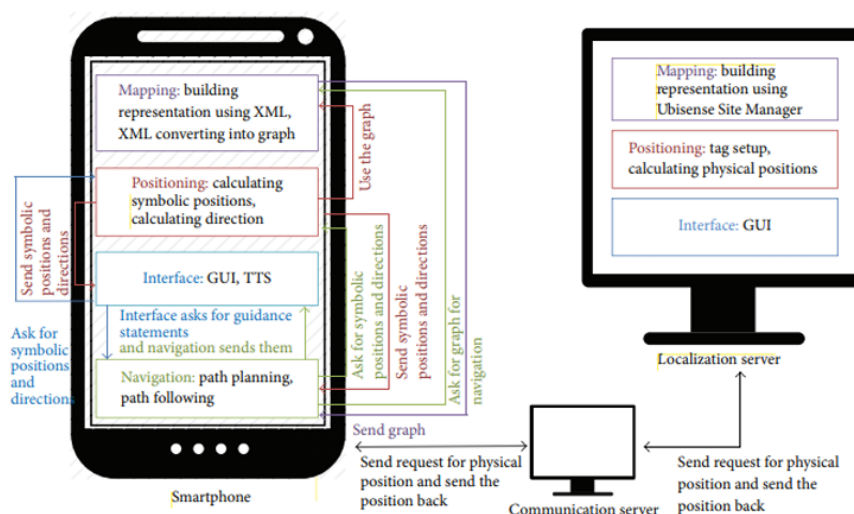 Mapping: building
representation using XML,
XML converting into graph
Positioning: calculating
symbolic positions,
calculating direction
Interface: GUI, TTS
Interface asks for guidance
statements
and navigation sends them
Navigation: path planning,
path following
Send symbolic
positions and
directions
Ask for
symbolic
positions and
directions
Use the graph
Ask for symbolic
positions and directions
Send symbolic
positions and directions
Ask for graph for
navigation
Send graph
Smartphone
Send request for physical
position and send the
position back
Communication server
Mapping: building
representation using
Ubisense Site Manager
Positioning: tag setup,
calculating physical positions
Interface: GUI
Localization server
Send request for physical
position and send the
position back